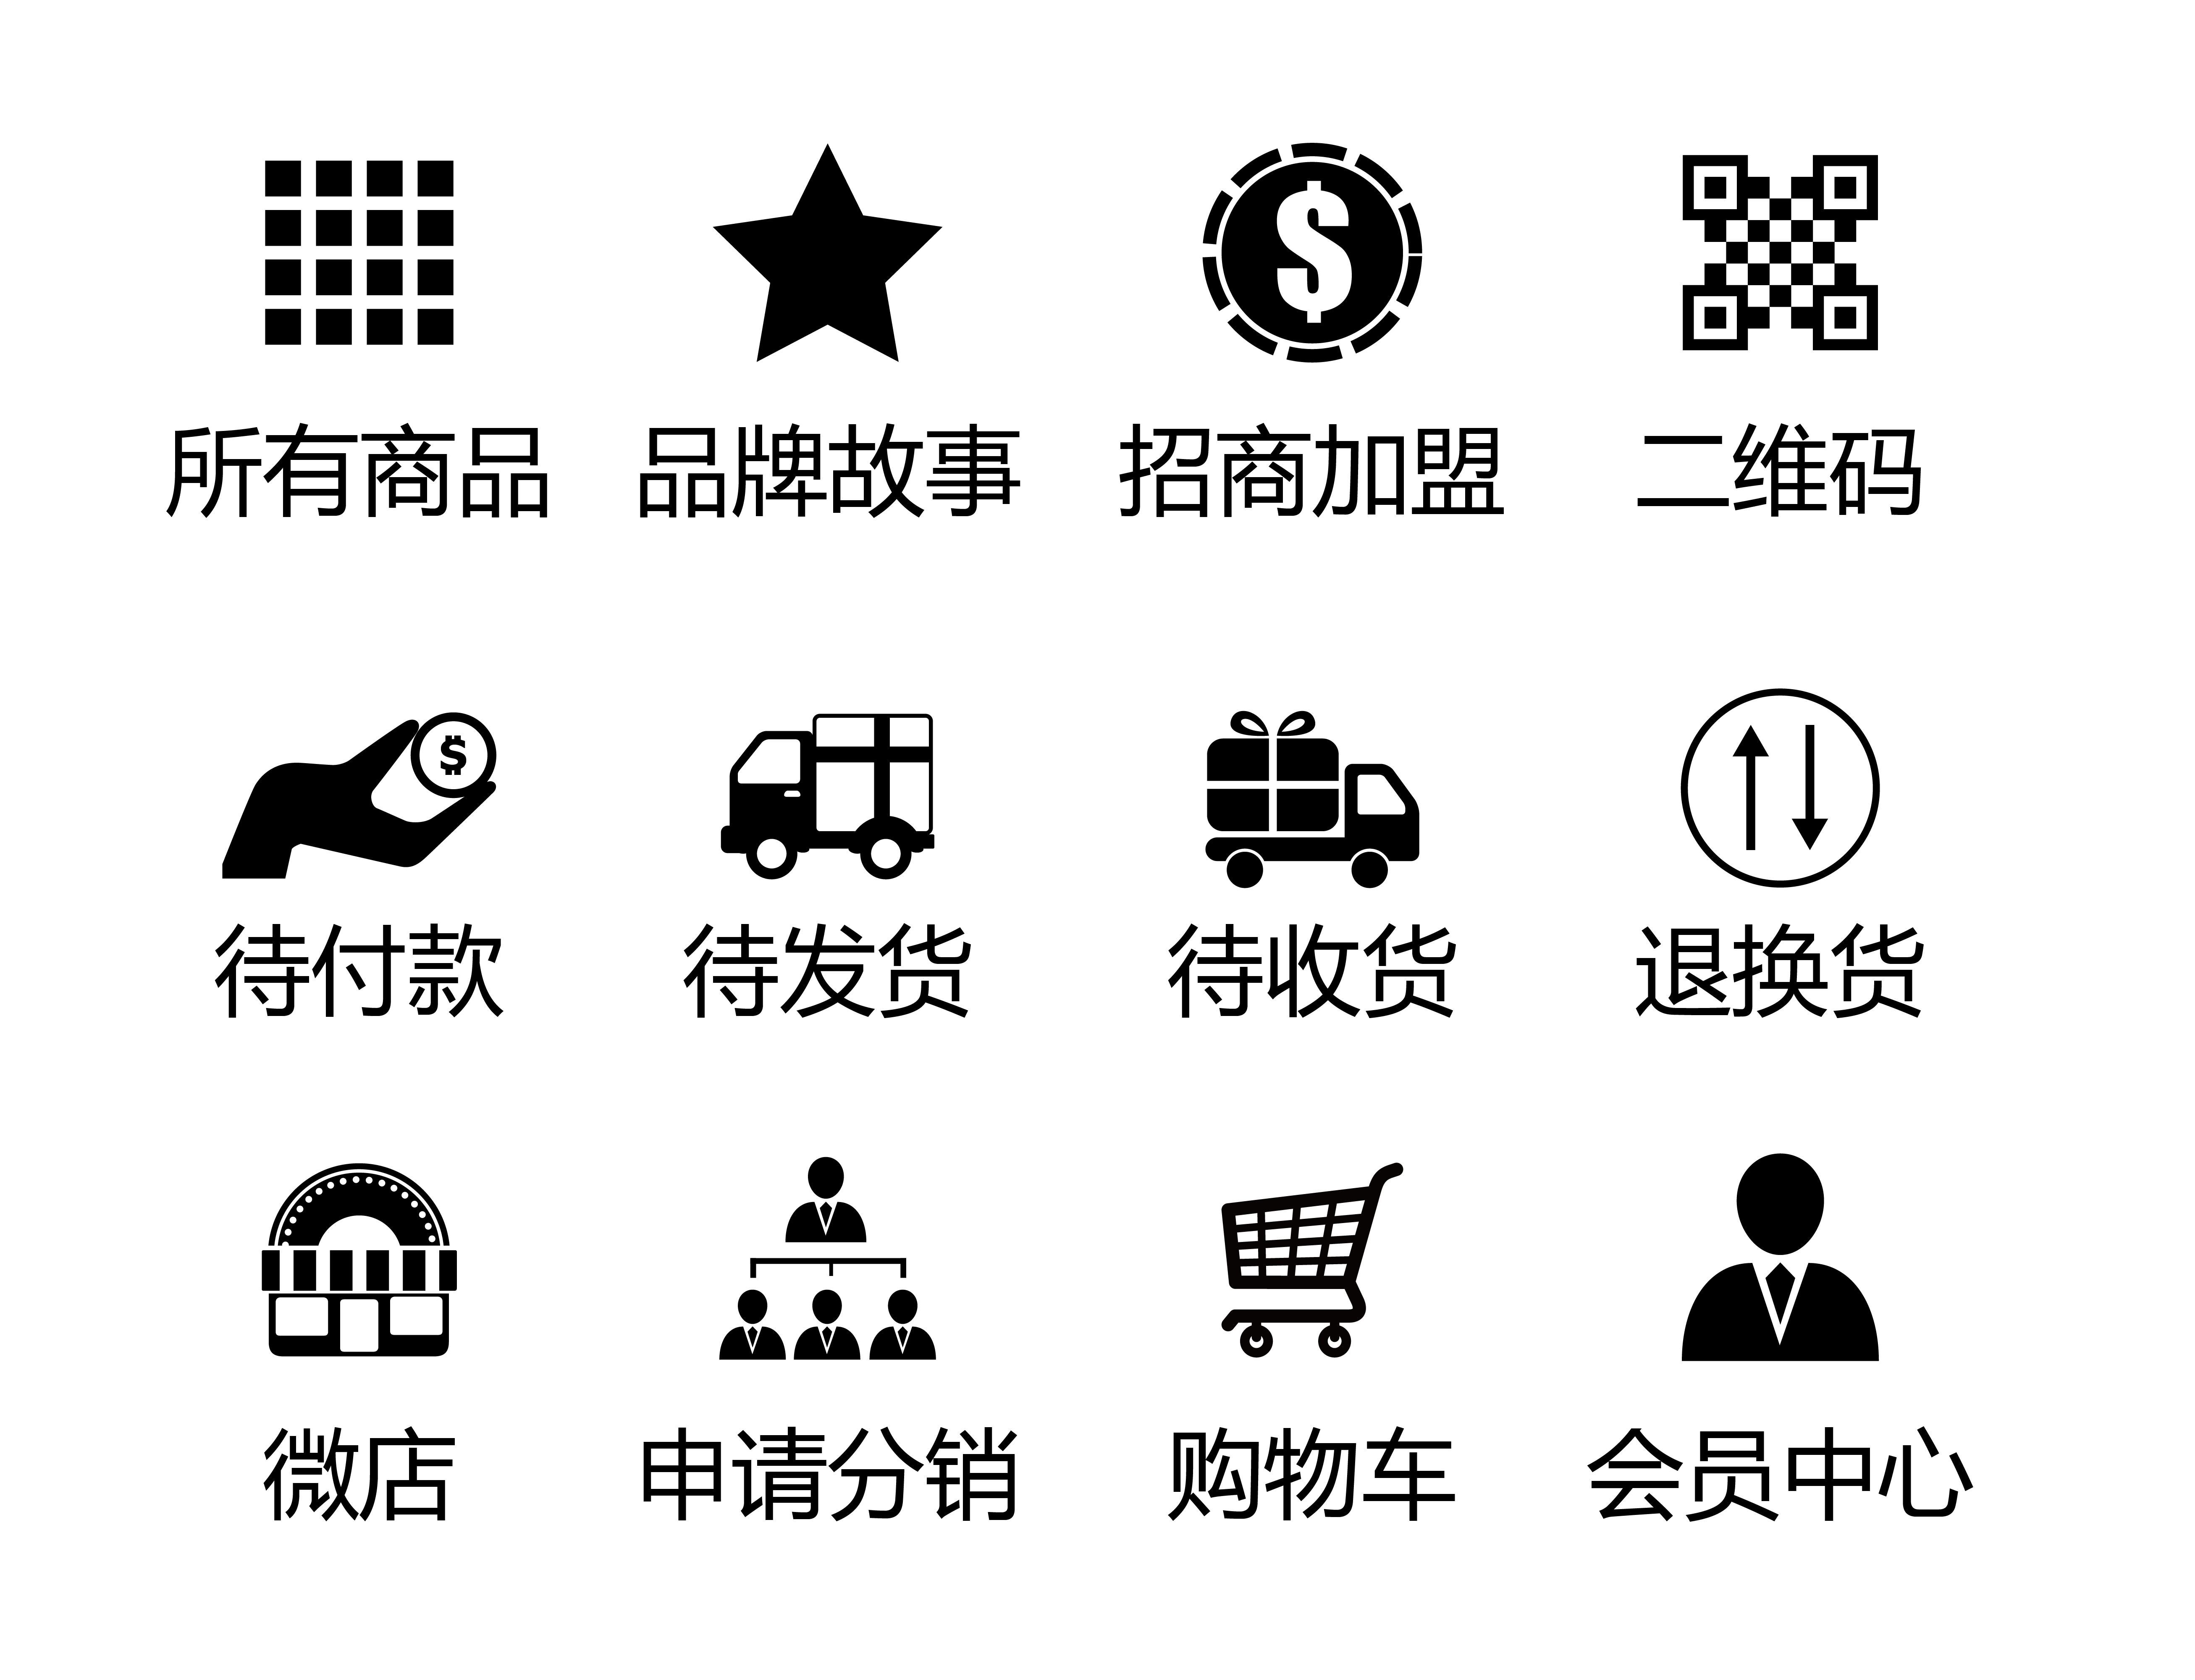 所有商品 品牌故事 招商加盟 二维码
待付款 待发货 待收货 退换货
微店 申请分销 购物车 会员中心